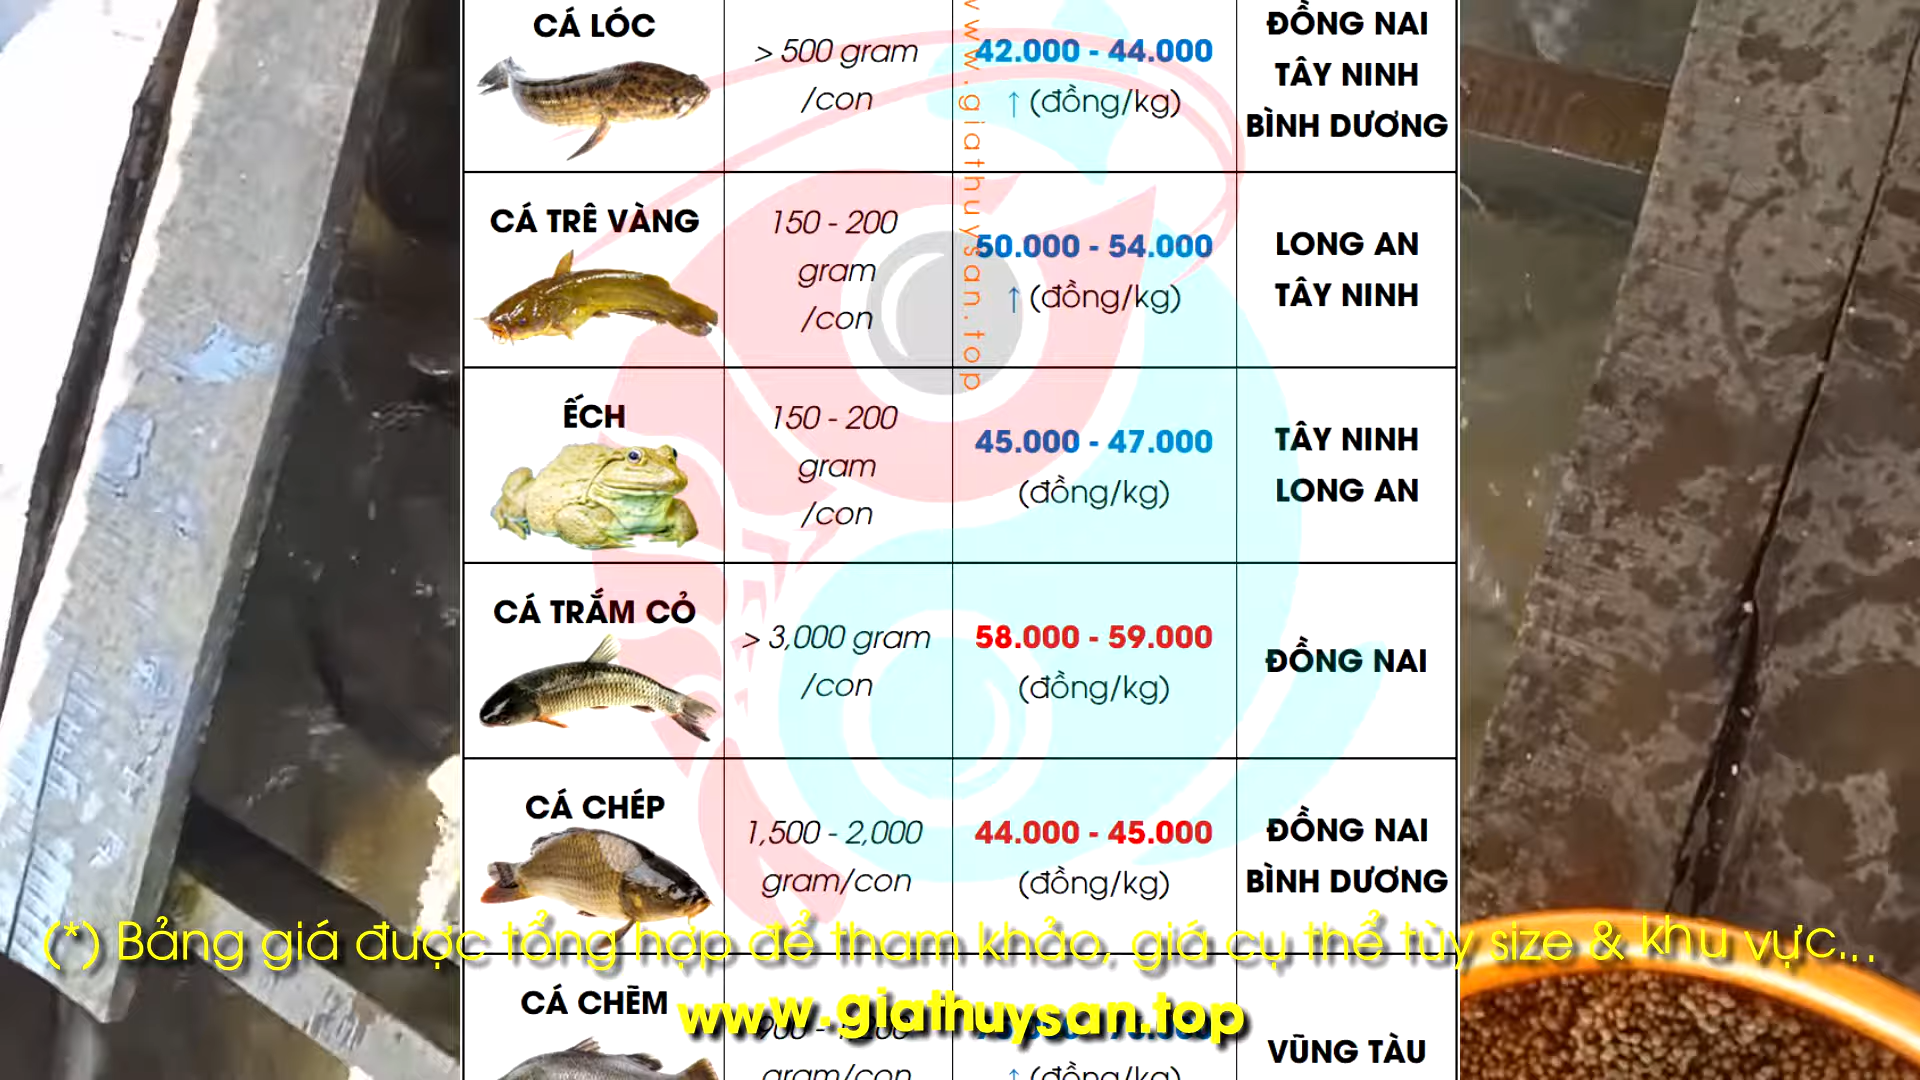 CÁ LÓC
> 500 gram
/con
42.000 - 44.000
↑ (đồng/kg)
ĐỒNG NAI
TÂY NINH
BÌNH DƯƠNG
CÁ TRÊ VÀNG
150 - 200
gram
/con
50.000 - 54.000
↑ (đồng/kg)
LONG AN
TÂY NINH
ẾCH
150 - 200
gram
/con
45.000 - 47.000
(đồng/kg)
TÂY NINH
LONG AN
CÁ TRẮM CỎ
> 3,000 gram
/con
58.000 - 59.000
(đồng/kg)
ĐỒNG NAI
CÁ CHÉP
1,500 - 2,000
gram/con
44.000 - 45.000
(đồng/kg)
ĐỒNG NAI
BÌNH DƯƠNG
www.giathuysan.top
(*) Bảng giá được tổng hợp để tham khảo, giá cụ thể tùy size & khu vực...
CÁ CHẼM
gram/con
↑ (đồng/kg)
VŨNG TÀU
www.giathuysan.top